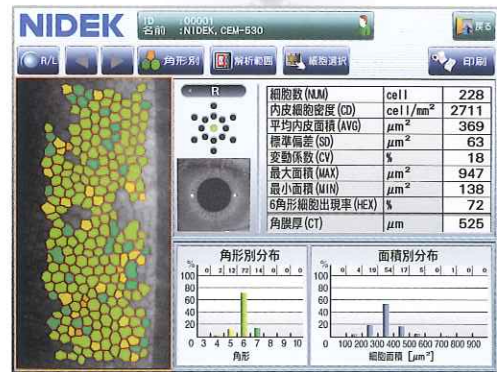 NIDEK
ID :00001
名前 :NIDEK, CEM-530
戻る
R/L
角形別
解析範囲
細胞選択
印刷
R
細胞数(NUM) cell 228
内皮細胞密度(CD) cell/mm² 2711
平均内皮面積(AVG) μm² 369
標準偏差(SD) μm² 63
変動係数(CV) % 18
最大面積(MAX) μm² 947
最小面積(MIN) μm² 138
6角形細胞出現率(HEX) % 72
角膜厚(CT) μm 525
角形別分布
% 0 2 12 72 14 0 0 0
100
80
60
40
20
0 3 4 5 6 7 8 9 10
角形
面積別分布
% 0 4 19 54 17 5 0 1 0 0
100
80
60
40
20
0 100 200 300 400 500 600 700 800 900
細胞面積 [μm²]